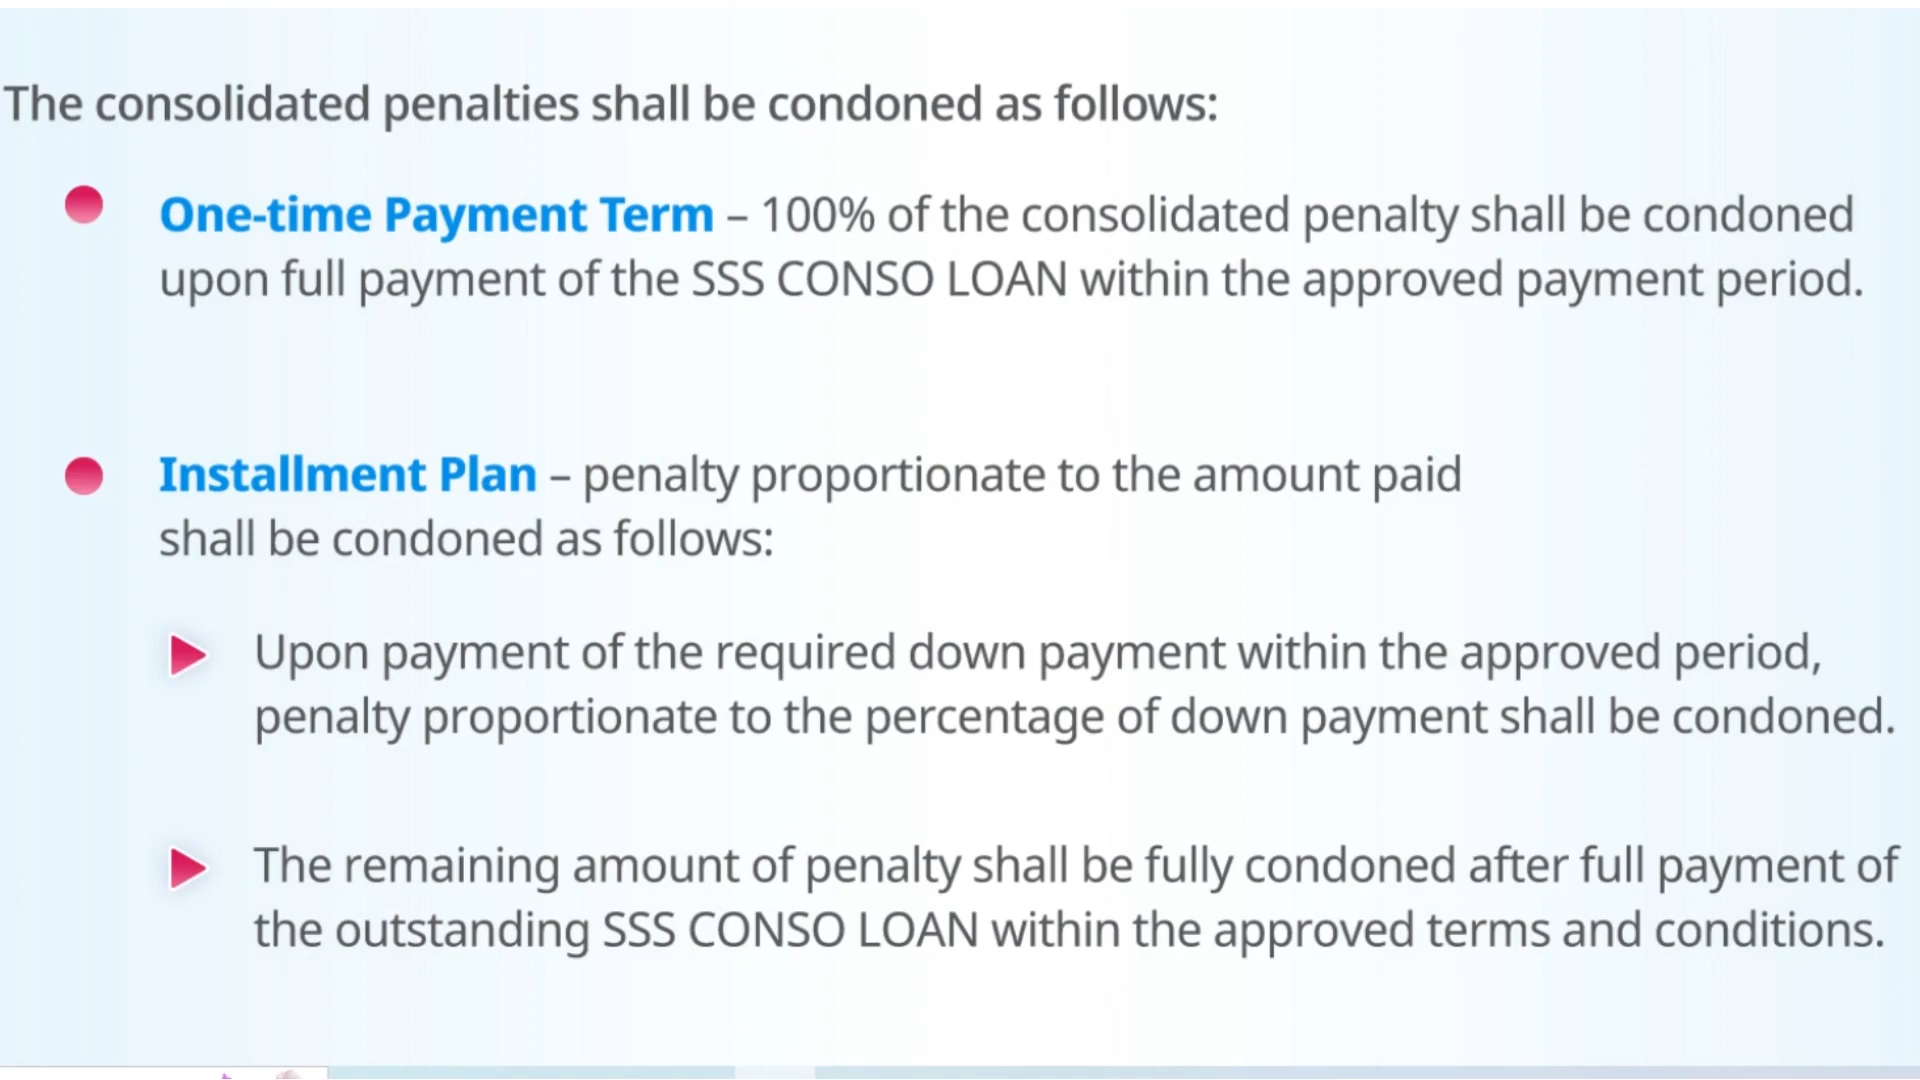 The consolidated penalties shall be condoned as follows:
One-time Payment Term – 100% of the consolidated penalty shall be condoned
upon full payment of the SSS CONSO LOAN within the approved payment period.
Installment Plan – penalty proportionate to the amount paid
shall be condoned as follows:
Upon payment of the required down payment within the approved period,
penalty proportionate to the percentage of down payment shall be condoned.
The remaining amount of penalty shall be fully condoned after full payment of
the outstanding SSS CONSO LOAN within the approved terms and conditions.